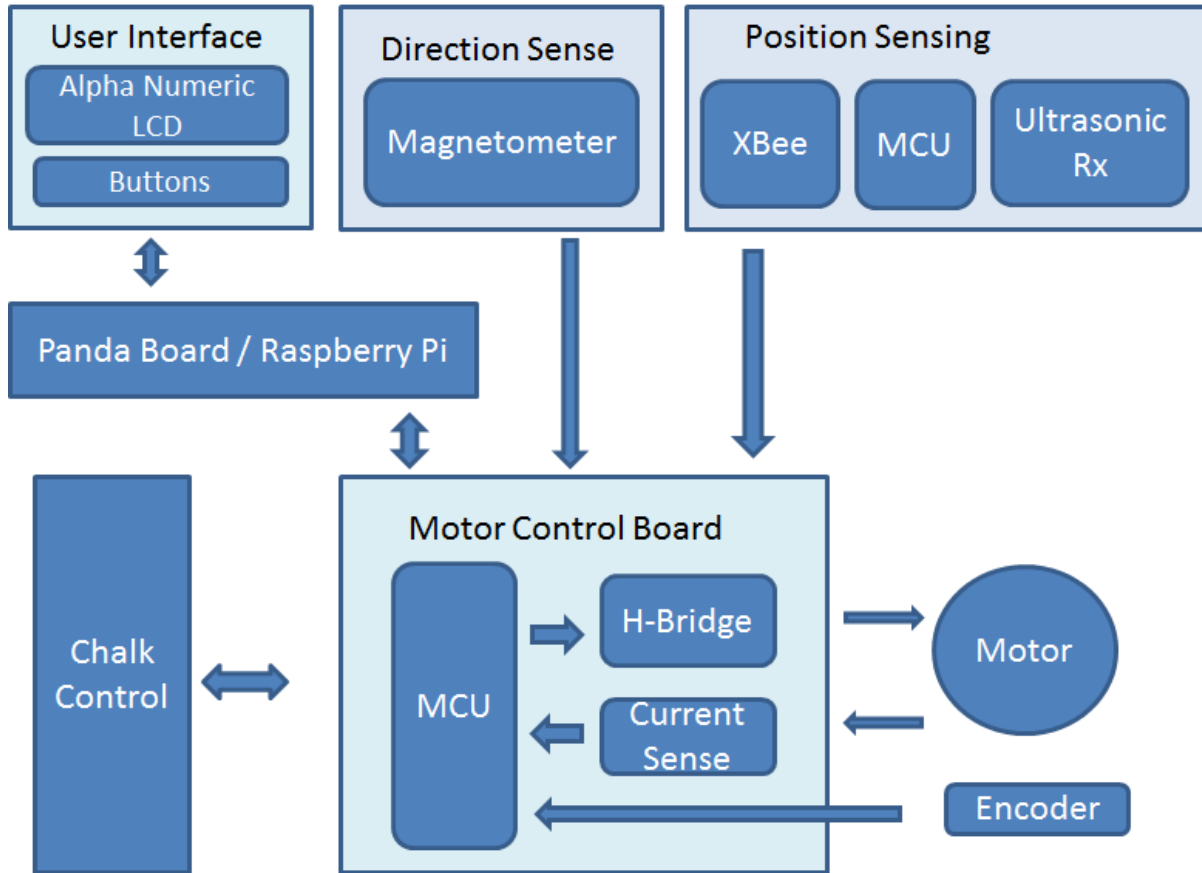 User Interface
Alpha Numeric
LCD
Buttons
Direction Sense
Magnetometer
Position Sensing
XBee
MCU
Ultrasonic
Rx
Panda Board / Raspberry Pi
Chalk
Control
Motor Control Board
MCU
H-Bridge
Current
Sense
Motor
Encoder